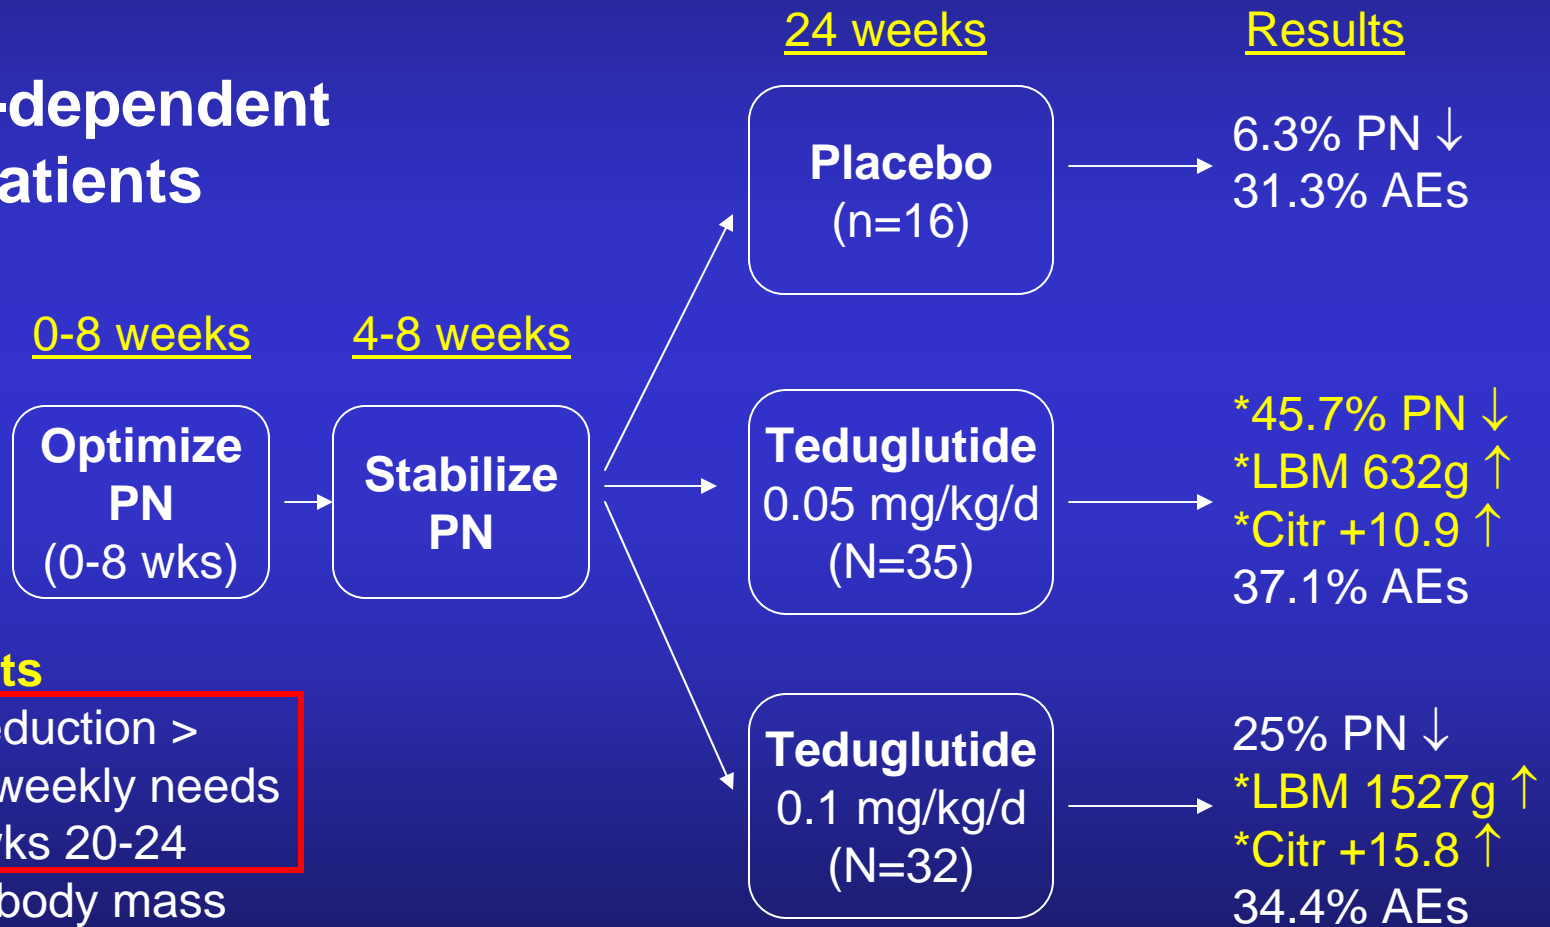 24 weeks
Results
-dependent
atients
Placebo
(n=16)
6.3% PN ↓
31.3% AEs
0-8 weeks
4-8 weeks
Optimize
PN
(0-8 wks)
Stabilize
PN
Teduglutide
0.05 mg/kg/d
(N=35)
*45.7% PN ↓
*LBM 632g ↑
*Citr +10.9 ↑
37.1% AEs
ts
eduction >
weekly needs
ks 20-24
body mass
Teduglutide
0.1 mg/kg/d
(N=32)
25% PN ↓
*LBM 1527g ↑
*Citr +15.8 ↑
34.4% AEs